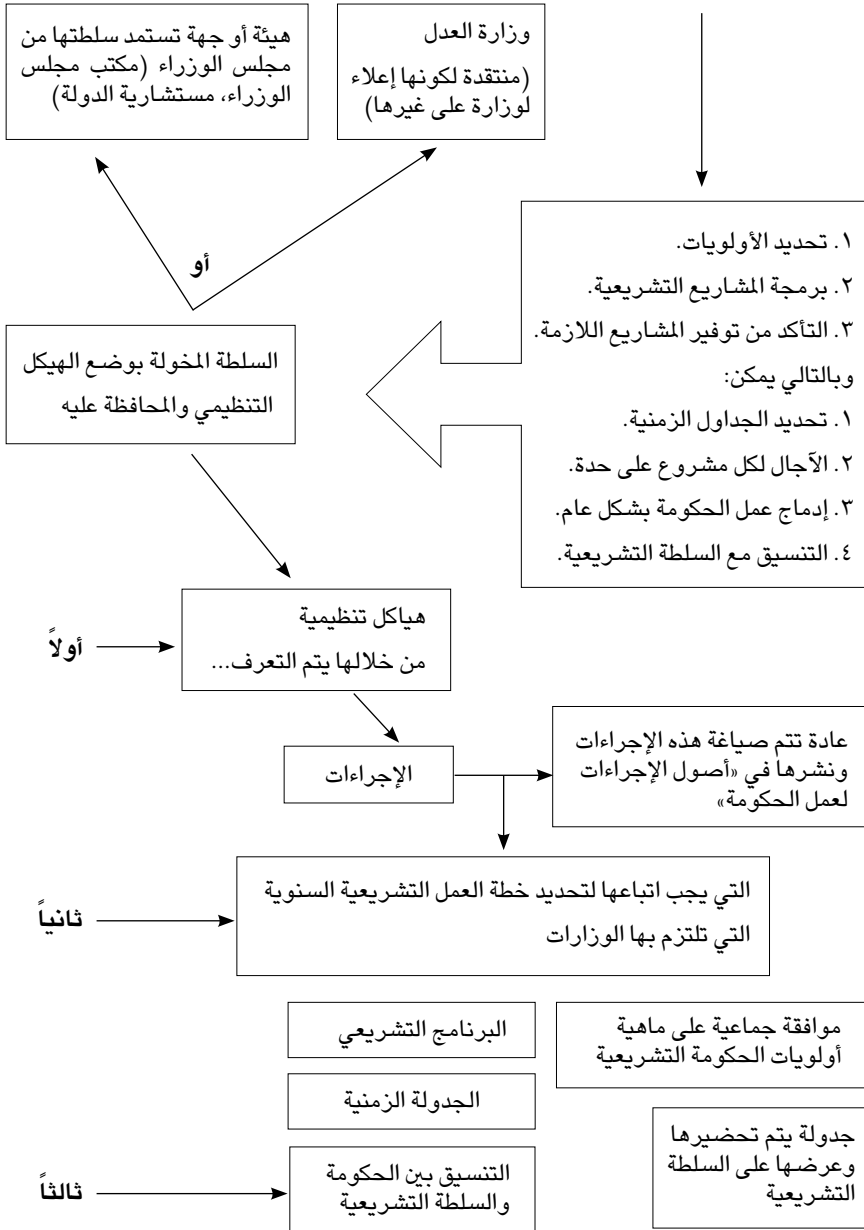 وزارة العدل
(منتقدة لكونها إعلاء
لوزارة على غيرها)
هيئة أو جهة تستمد سلطتها من
مجلس الوزراء (مكتب مجلس
الوزراء، مستشارية الدولة)
أو
١. تحديد الأولويات.
٢. برمجة المشاريع التشريعية.
٣. التأكد من توفير المشاريع اللازمة.
وبالتالي يمكن:
١. تحديد الجداول الزمنية.
٢. الآجال لكل مشروع على حدة.
٣. إدماج عمل الحكومة بشكل عام.
٤. التنسيق مع السلطة التشريعية.
السلطة المخولة بوضع الهيكل
التنظيمي والمحافظة عليه
أولاً
هياكل تنظيمية
من خلالها يتم التعرف...
الإجراءات
عادة تتم صياغة هذه الإجراءات
ونشرها في «أصول الإجراءات
لعمل الحكومة»
ثانياً
التي يجب اتباعها لتحديد خطة العمل التشريعية السنوية
التي تلتزم بها الوزارات
موافقة جماعية على ماهية
أولويات الحكومة التشريعية
البرنامج التشريعي
الجدولة الزمنية
جدولة يتم تحضيرها
وعرضها على السلطة
التشريعية
ثالثاً
التنسيق بين الحكومة
والسلطة التشريعية